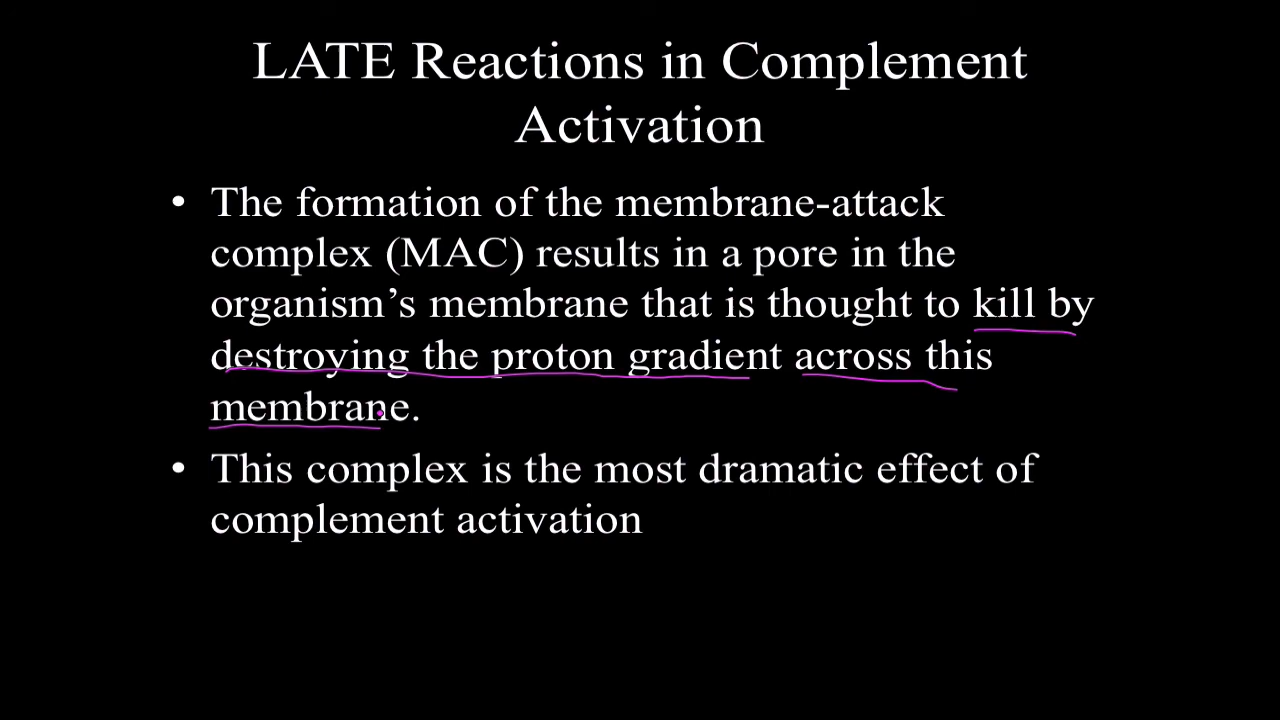 LATE Reactions in Complement
Activation
• The formation of the membrane-attack
complex (MAC) results in a pore in the
organism’s membrane that is thought to kill by
destroying the proton gradient across this
membrane.
• This complex is the most dramatic effect of
complement activation